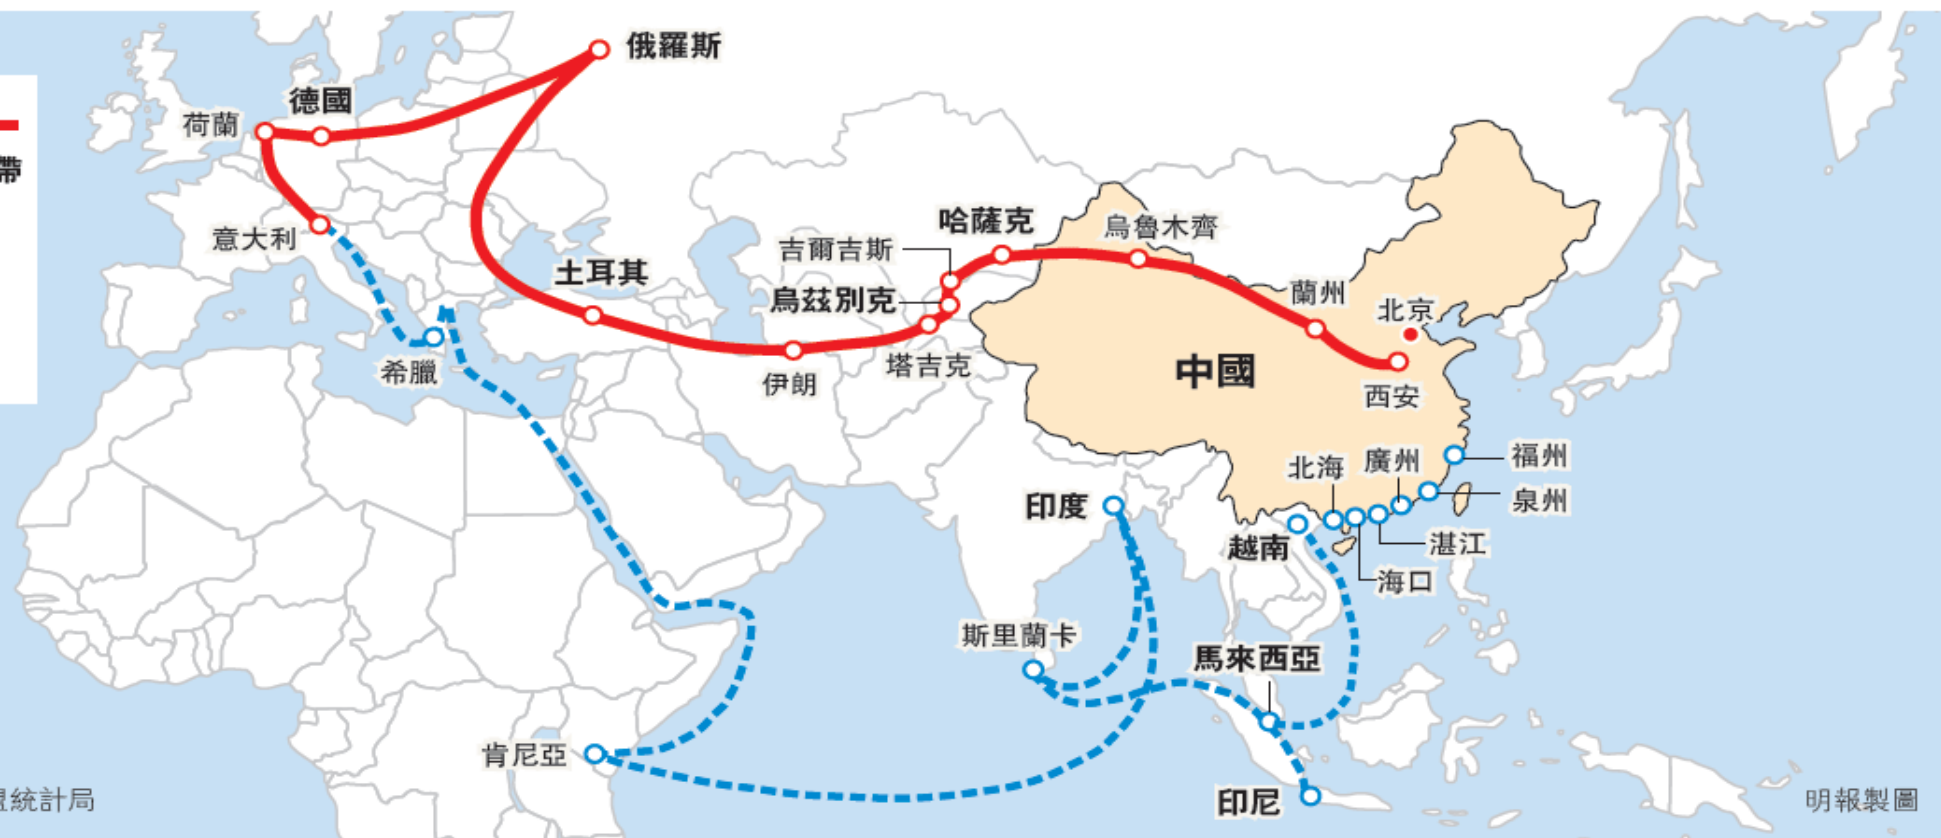 俄羅斯
德國
荷蘭
帶
意大利
哈薩克
烏魯木齊
吉爾吉斯
土耳其
烏茲別克
蘭州
北京
希臘
伊朗
塔吉克
中國
西安
北海
廣州
福州
印度
泉州
越南
湛江
海口
斯里蘭卡
馬來西亞
肯尼亞
印尼
統計局
明報製圖